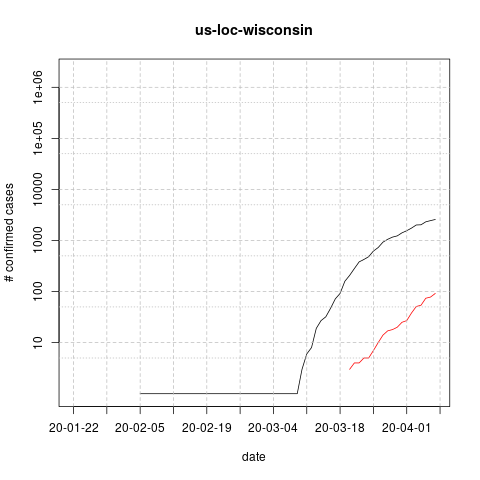 us-loc-wisconsin
# confirmed cases
1e+06
1e+05
10000
1000
100
10
20-01-22 20-02-05 20-02-19 20-03-04 20-03-18 20-04-01
date